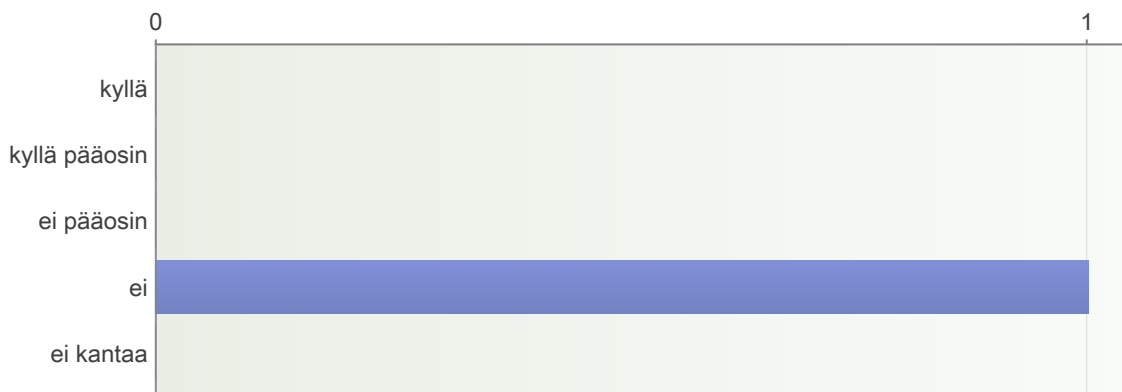 0 1
kyllä
kyllä pääosin
ei pääosin
ei
ei kantaa